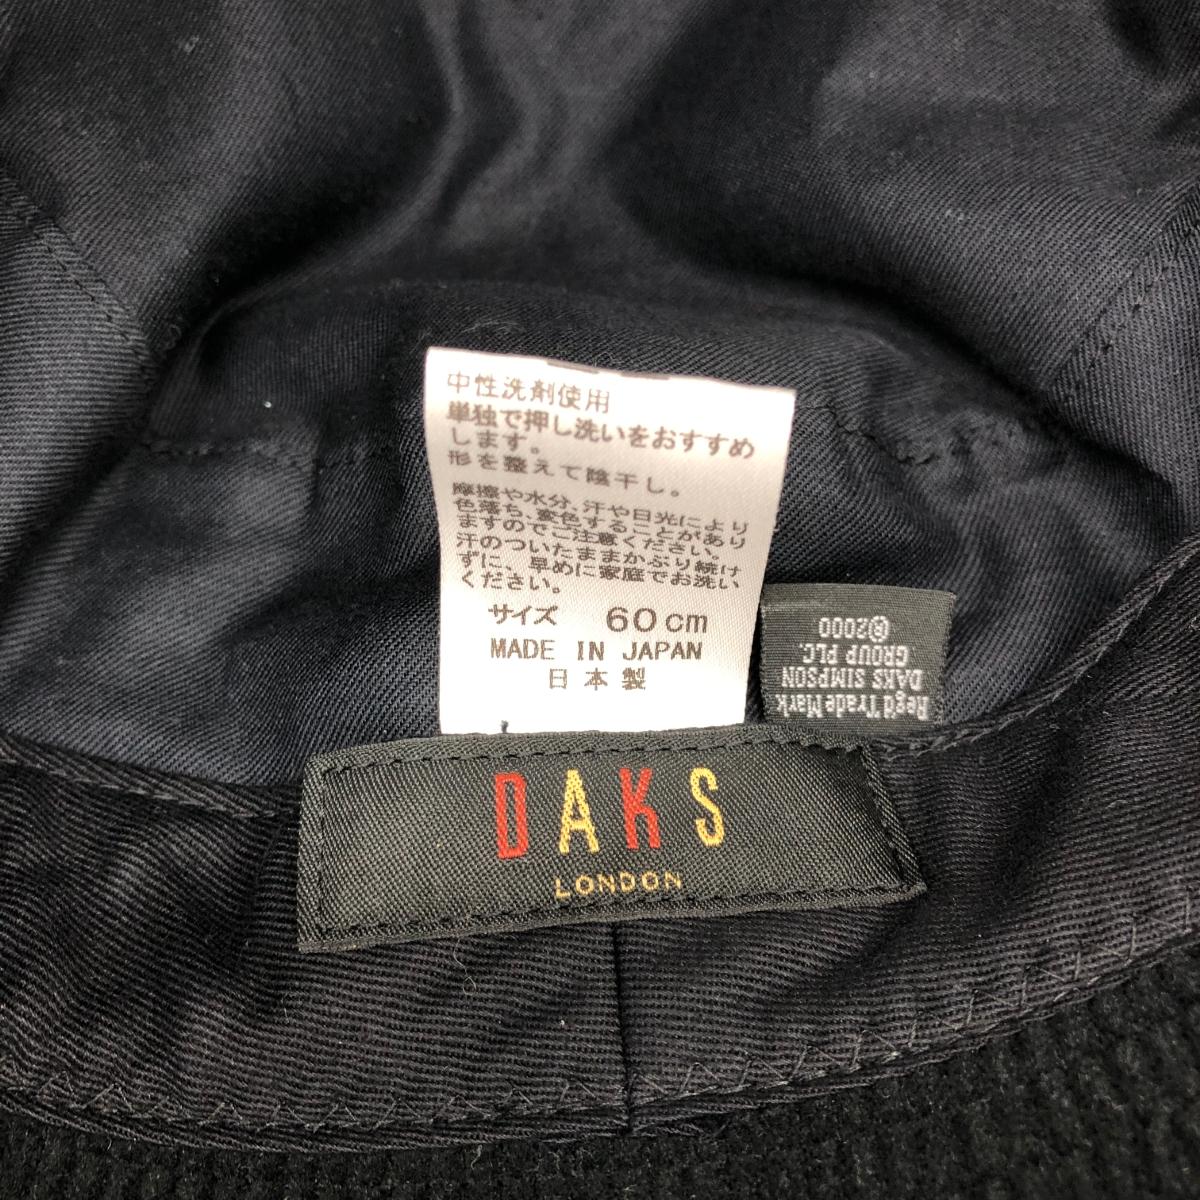 中性洗剤使用
単独で押し洗いをおすすめ
します。
形を整えて陰干し。
摩擦や水分、汗や日光により
色落ち、変色することがあり
ますのでご注意ください。
汗のついたままかぶり続け
ずに、早めに家庭でお洗い
ください。
サイズ 60cm
MADE IN JAPAN
日本製
Reg'd Trade Mark
DAKS SIMPSON
GROUP PLC.
©2000
DAKS
LONDON